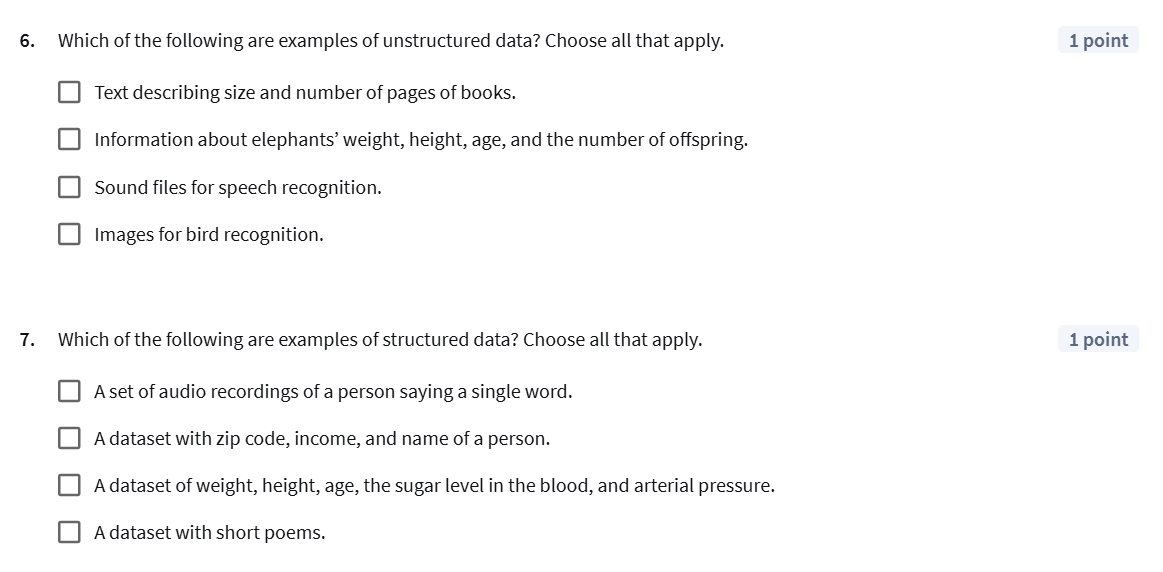 6. Which of the following are examples of unstructured data? Choose all that apply. 1 point
Text describing size and number of pages of books.
Information about elephants’ weight, height, age, and the number of offspring.
Sound files for speech recognition.
Images for bird recognition.
7. Which of the following are examples of structured data? Choose all that apply. 1 point
A set of audio recordings of a person saying a single word.
A dataset with zip code, income, and name of a person.
A dataset of weight, height, age, the sugar level in the blood, and arterial pressure.
A dataset with short poems.